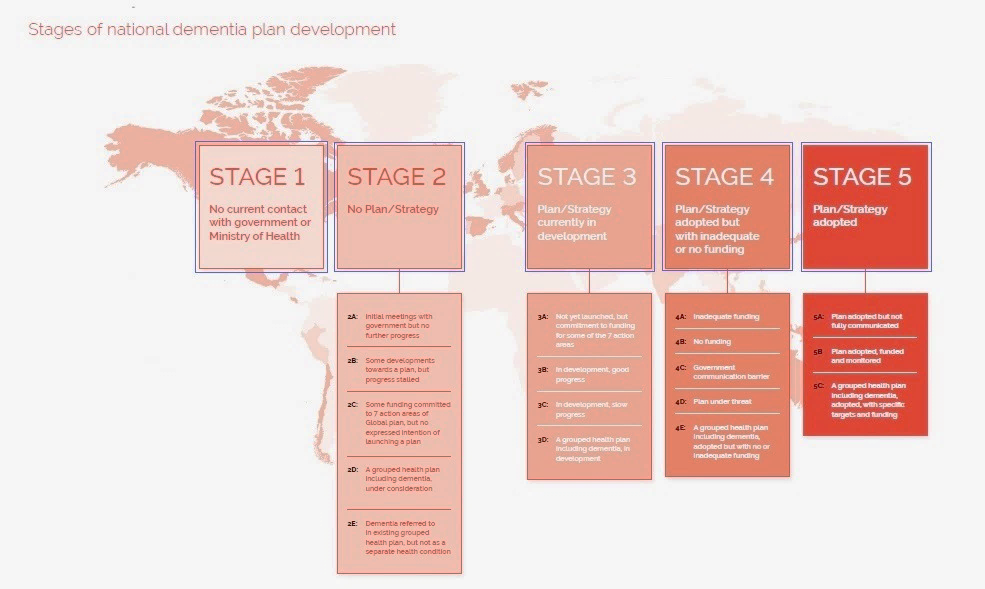 Stages of national dementia plan development
STAGE 1
No current contact
with government or
Ministry of Health
STAGE 2
No Plan/Strategy
2A: Initial meetings with
government but no
further progress
2B: Some developments
towards a plan, but
progress stalled
2C: Some funding committed
to 7 action areas of
Global plan, but no
expressed intention of
launching a plan
2D: A grouped health plan
including dementia,
under consideration
2E: Dementia referred to
in existing grouped
health plan, but not as a
separate health condition
STAGE 3
Plan/Strategy
currently in
development
3A: Not yet launched, but
commitment to funding
for some of the 7 action
areas
3B: In development, good
progress
3C: In development, slow
progress
3D: A grouped health plan
including dementia, in
development
STAGE 4
Plan/Strategy
adopted but
with inadequate
or no funding
4A: Inadequate funding
4B: No funding
4C: Government
communication barrier
4D: Plan under threat
4E: A grouped health plan
including dementia,
adopted but with no or
inadequate funding
STAGE 5
Plan/Strategy
adopted
5A: Plan adopted but not
fully communicated
5B Plan adopted, funded
and monitored
5C: A grouped health plan
including dementia,
adopted, with specific
targets and funding